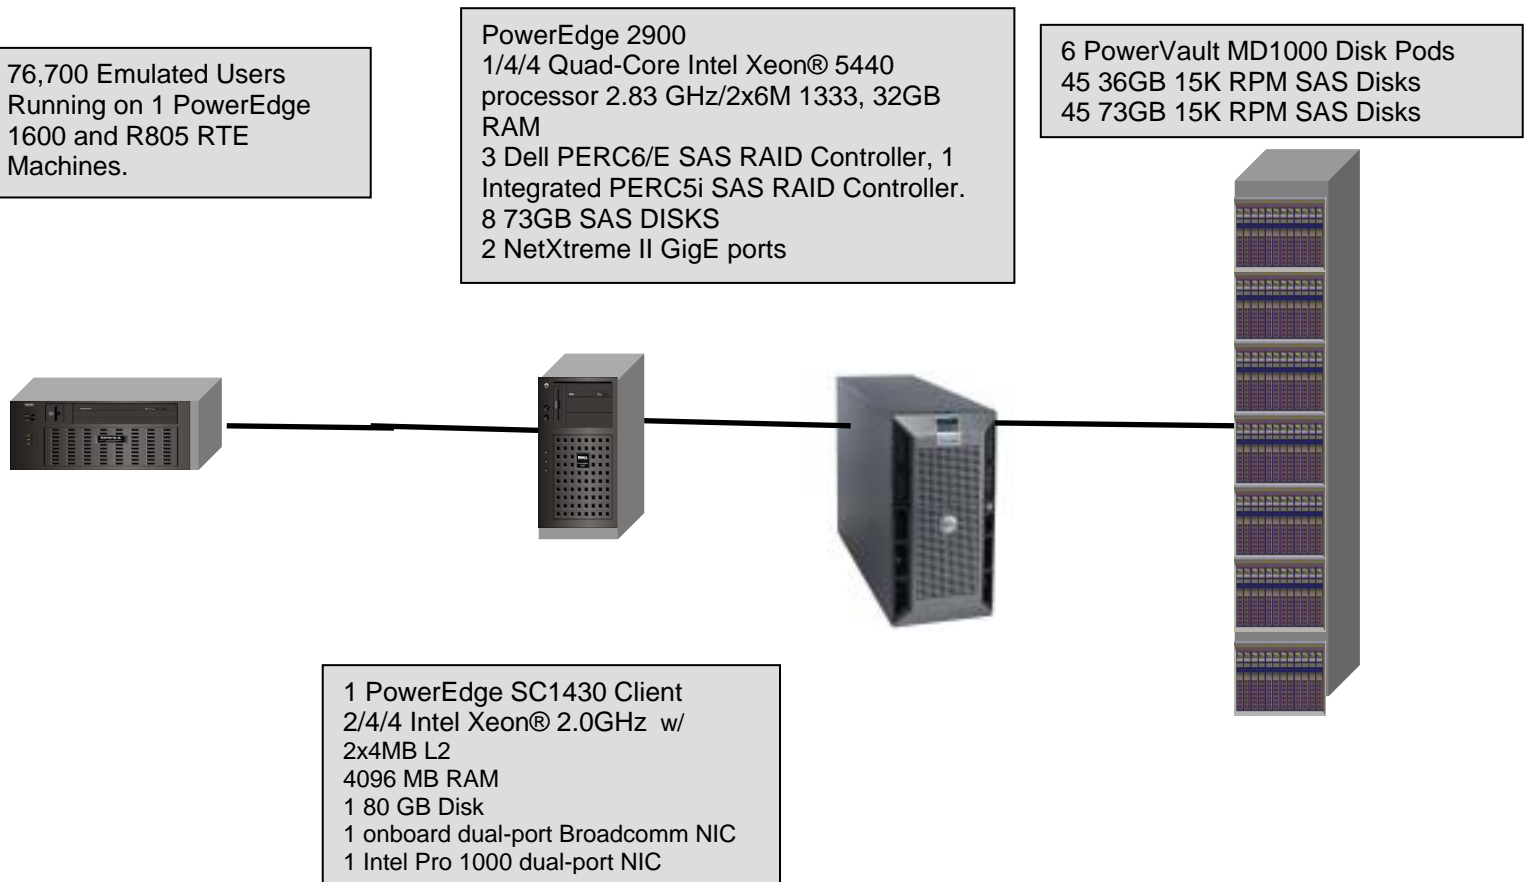 76,700 Emulated Users
Running on 1 PowerEdge
1600 and R805 RTE
Machines.
PowerEdge 2900
1/4/4 Quad-Core Intel Xeon® 5440
processor 2.83 GHz/2x6M 1333, 32GB
RAM
3 Dell PERC6/E SAS RAID Controller, 1
Integrated PERC5i SAS RAID Controller.
8 73GB SAS DISKS
2 NetXtreme II GigE ports
6 PowerVault MD1000 Disk Pods
45 36GB 15K RPM SAS Disks
45 73GB 15K RPM SAS Disks
1 PowerEdge SC1430 Client
2/4/4 Intel Xeon® 2.0GHz w/
2x4MB L2
4096 MB RAM
1 80 GB Disk
1 onboard dual-port Broadcomm NIC
1 Intel Pro 1000 dual-port NIC